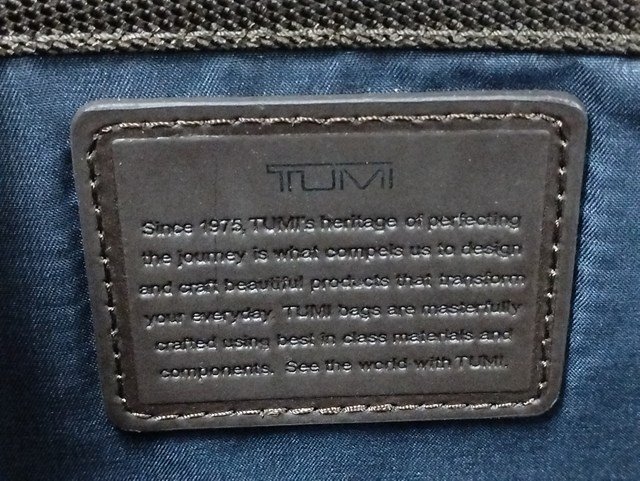 TUMI
Since 1975, TUMI's heritage of perfecting
the journey is what compels us to design
and craft beautiful products that transform
your everyday. TUMI bags are masterfully
crafted using best in class materials and
components. See the world with TUMI.